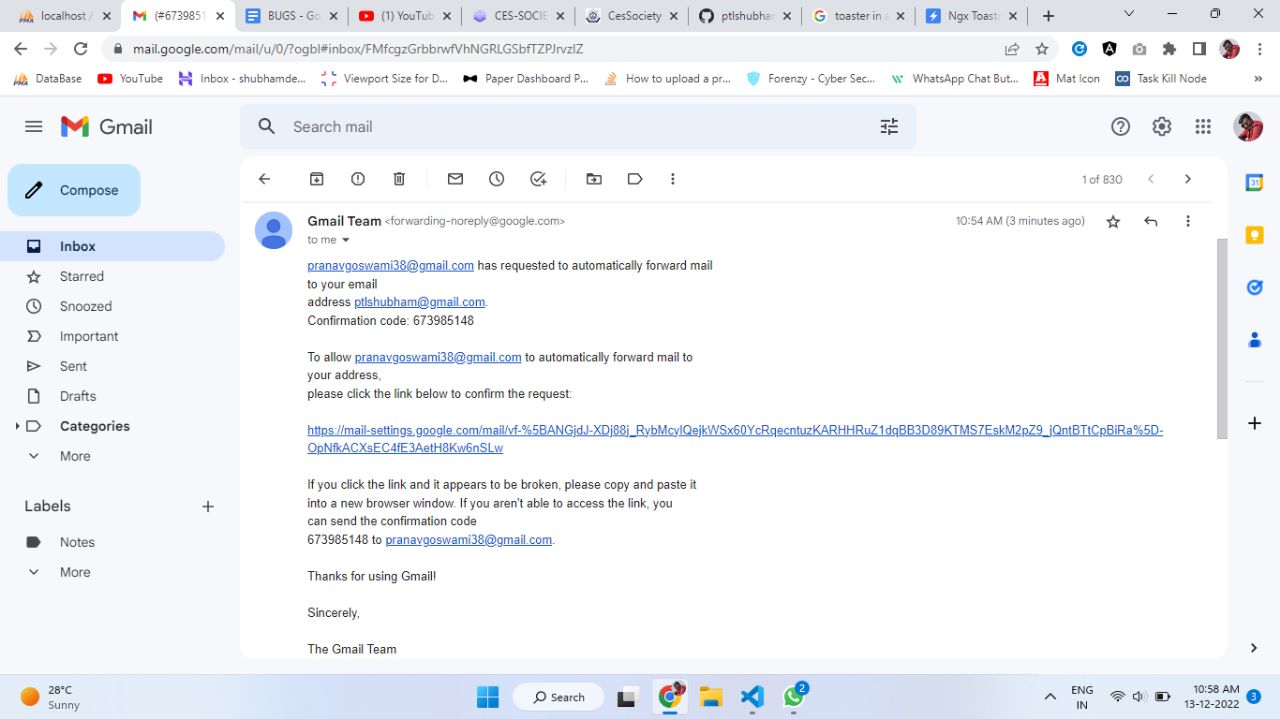 localhost /
(#6739851
BUGS - Go
(1) YouTub
CES-SOCIE
CesSociety
ptlshubhar
toaster in a
Ngx Toastr
mail.google.com/mail/u/0/?ogbl#inbox/FMfcgzGrbbrwfVhNGRLGSbfTZPJrvzlZ
DataBase
YouTube
Inbox - shubhamde...
Viewport Size for D...
Paper Dashboard P...
How to upload a pr...
Forenzy - Cyber Sec...
WhatsApp Chat But...
Mat Icon
Task Kill Node
»
Gmail
Search mail
Compose
1 of 830
Inbox
Starred
Snoozed
Important
Sent
Drafts
Categories
More
Labels
Notes
More
Gmail Team <forwarding-noreply@google.com>
10:54 AM (3 minutes ago)
to me
pranavgoswami38@gmail.com has requested to automatically forward mail
to your email
address ptlshubham@gmail.com.
Confirmation code: 673985148
To allow pranavgoswami38@gmail.com to automatically forward mail to
your address,
please click the link below to confirm the request:
https://mail-settings.google.com/mail/vf-%5BANGjdJ-XDj88j_RybMcylQejkWSx60YcRqecntuzKARHHRuZ1dqBB3D89KTMS7EskM2pZ9_jQntBTtCpBiRa%5D-
OpNfkACXsEC4fE3AetH8Kw6nSLw
If you click the link and it appears to be broken, please copy and paste it
into a new browser window. If you aren't able to access the link, you
can send the confirmation code
673985148 to pranavgoswami38@gmail.com.
Thanks for using Gmail!
Sincerely,
The Gmail Team
28°C
Sunny
Search
2
ENG
IN
10:58 AM
13-12-2022
3